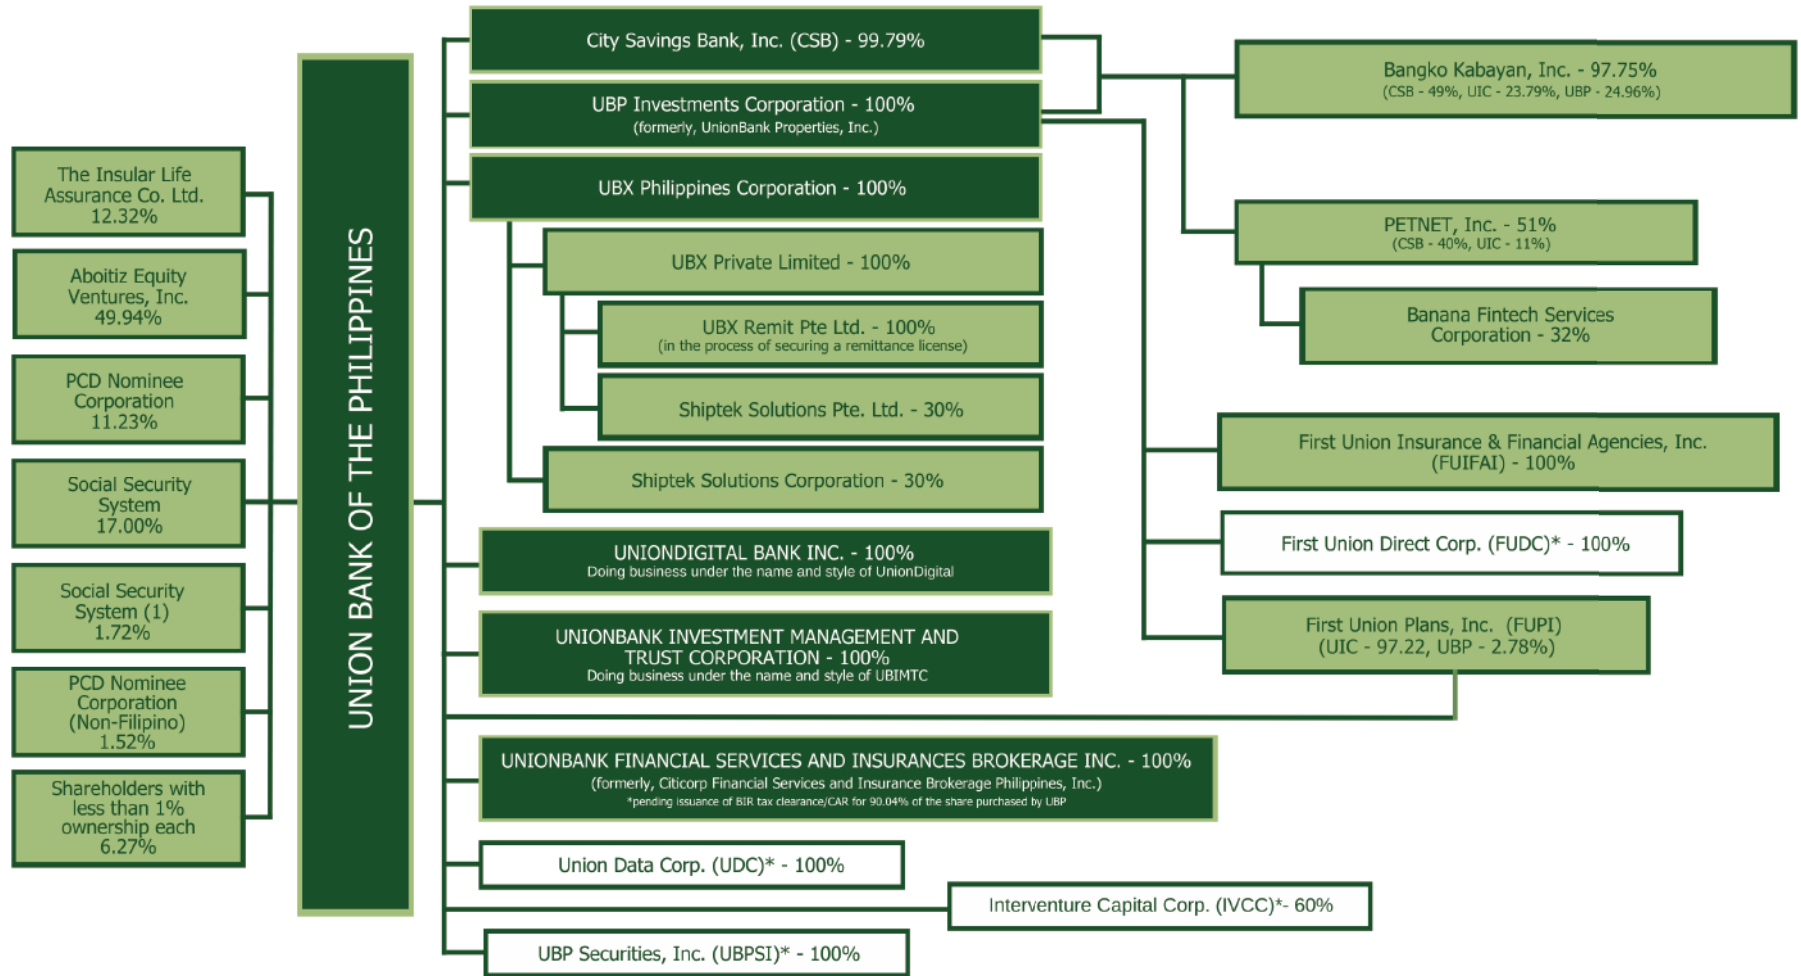 The Insular Life
Assurance Co. Ltd.
12.32%
Aboitiz Equity
Ventures, Inc.
49.94%
PCD Nominee
Corporation
11.23%
Social Security
System
17.00%
Social Security
System (1)
1.72%
PCD Nominee
Corporation
(Non-Filipino)
1.52%
Shareholders with
less than 1%
ownership each
6.27%
UNION BANK OF THE PHILIPPINES
City Savings Bank, Inc. (CSB) - 99.79%
UBP Investments Corporation - 100%
(formerly, UnionBank Properties, Inc.)
UBX Philippines Corporation - 100%
UBX Private Limited - 100%
UBX Remit Pte Ltd. - 100%
(in the process of securing a remittance license)
Shiptek Solutions Pte. Ltd. - 30%
Shiptek Solutions Corporation - 30%
UNIONDIGITAL BANK INC. - 100%
Doing business under the name and style of UnionDigital
UNIONBANK INVESTMENT MANAGEMENT AND
TRUST CORPORATION - 100%
Doing business under the name and style of UBIMTC
UNIONBANK FINANCIAL SERVICES AND INSURANCES BROKERAGE INC. - 100%
(formerly, Citicorp Financial Services and Insurance Brokerage Philippines, Inc.)
*pending issuance of BIR tax clearance/CAR for 90.04% of the share purchased by UBP
Union Data Corp. (UDC)* - 100%
Interventure Capital Corp. (IVCC)*- 60%
UBP Securities, Inc. (UBPSI)* - 100%
Bangko Kabayan, Inc. - 97.75%
(CSB - 49%, UIC - 23.79%, UBP - 24.96%)
PETNET, Inc. - 51%
(CSB - 40%, UIC - 11%)
Banana Fintech Services
Corporation - 32%
First Union Insurance & Financial Agencies, Inc.
(FUIFAI) - 100%
First Union Direct Corp. (FUDC)* - 100%
First Union Plans, Inc. (FUPI)
(UIC - 97.22, UBP - 2.78%)